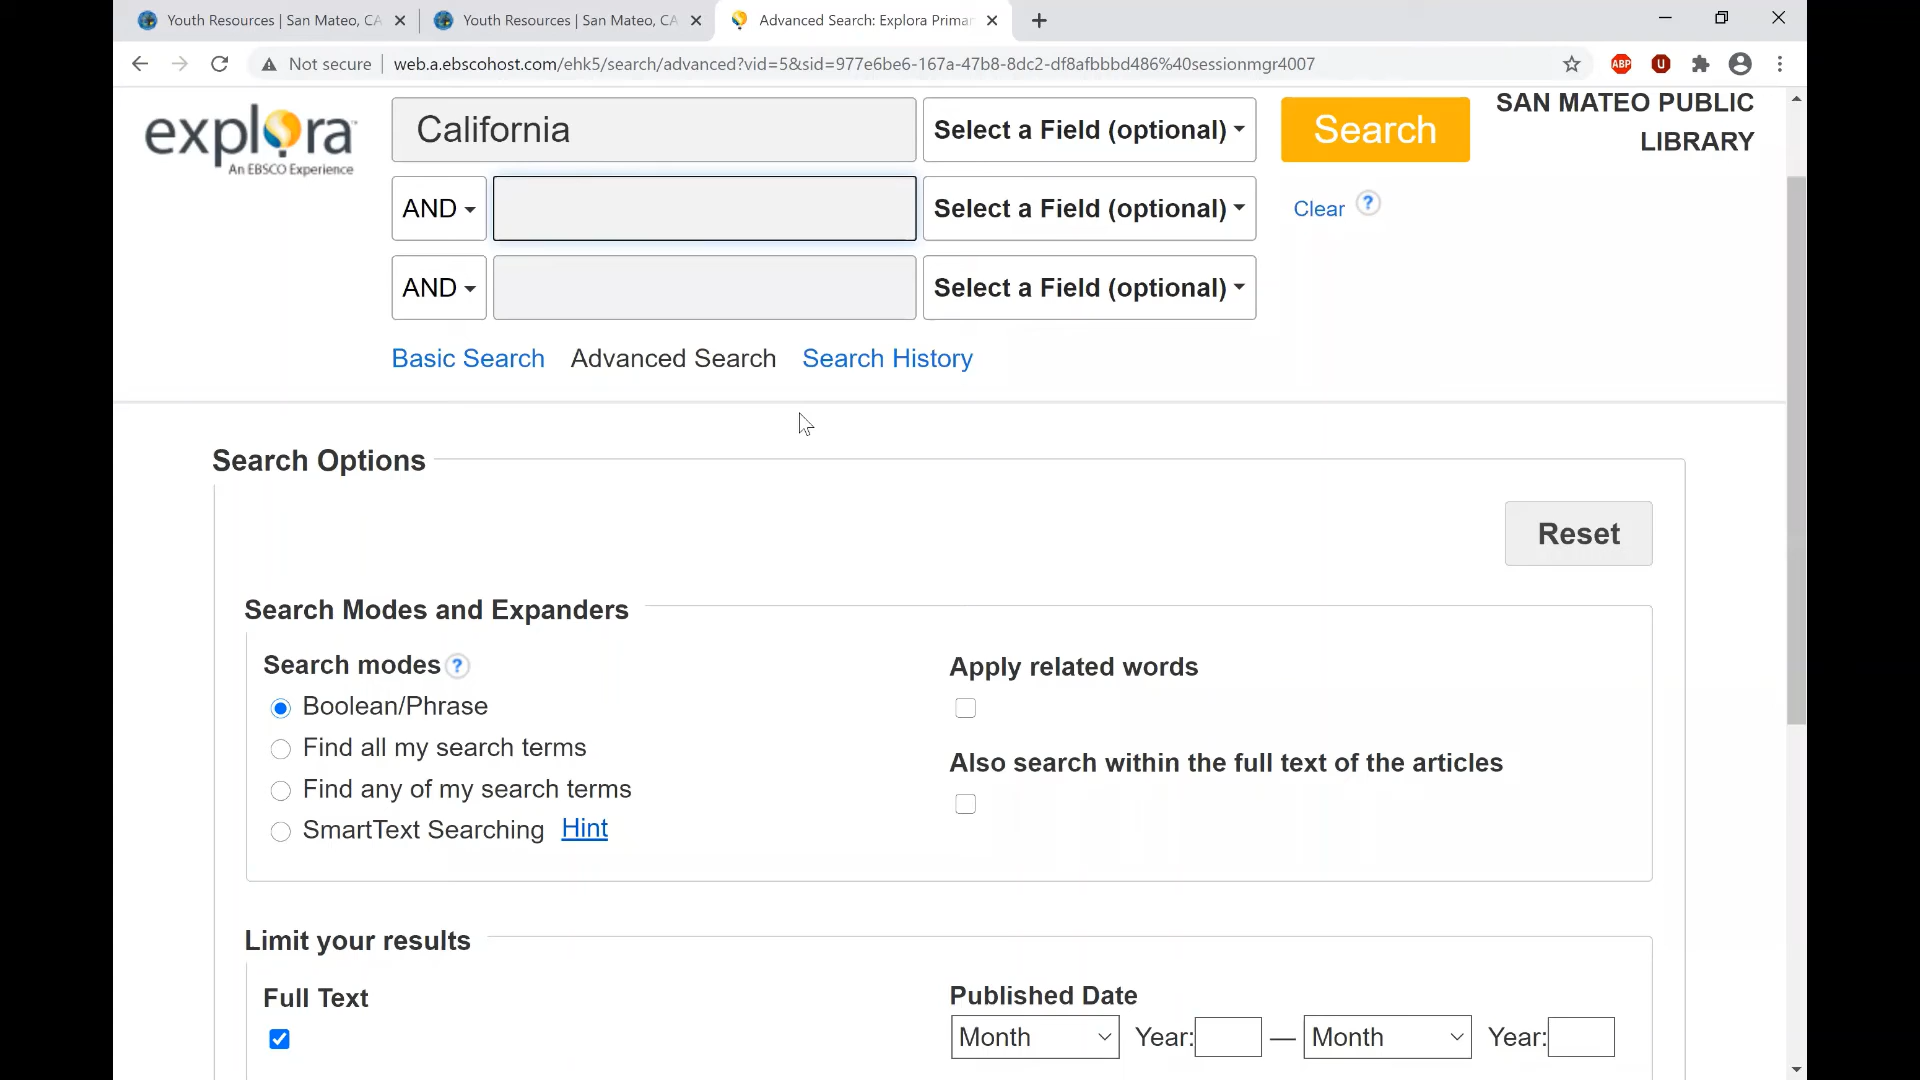 Youth Resources | San Mateo, CA
Youth Resources | San Mateo, CA
Advanced Search: Explora Primar
Not secure
web.a.ebscohost.com/ehk5/search/advanced?vid=5&sid=977e6be6-167a-47b8-8dc2-df8afbbbd486%40sessionmgr4007
ABP
explora
An EBSCO Experience
California
Select a Field (optional)
Search
SAN MATEO PUBLIC
LIBRARY
AND
Select a Field (optional)
Clear
?
AND
Select a Field (optional)
Basic Search
Advanced Search
Search History
Search Options
Reset
Search Modes and Expanders
Search modes
?
Boolean/Phrase
Find all my search terms
Find any of my search terms
SmartText Searching
Hint
Apply related words
Also search within the full text of the articles
Limit your results
Full Text
Published Date
Month
Year:
—
Month
Year: